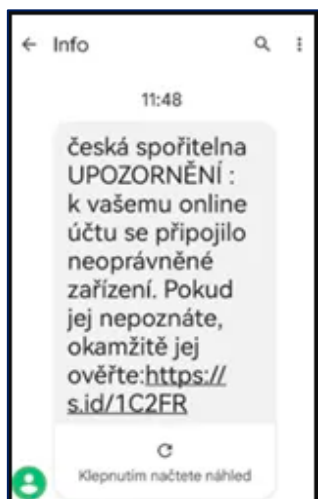 Info
11:48
česká spořitelna
UPOZORNĚNÍ :
k vašemu online
účtu se připojilo
neoprávněné
zařízení. Pokud
jej nepoznáte,
okamžitě jej
ověřte:https://
s.id/1C2FR
Klepnutím načtete náhled